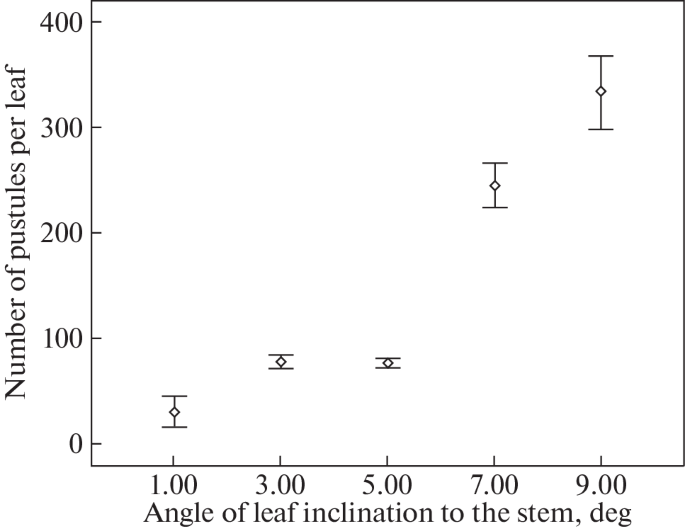 Number of pustules per leaf
400
300
200
100
0
1.00 3.00 5.00 7.00 9.00
Angle of leaf inclination to the stem, deg